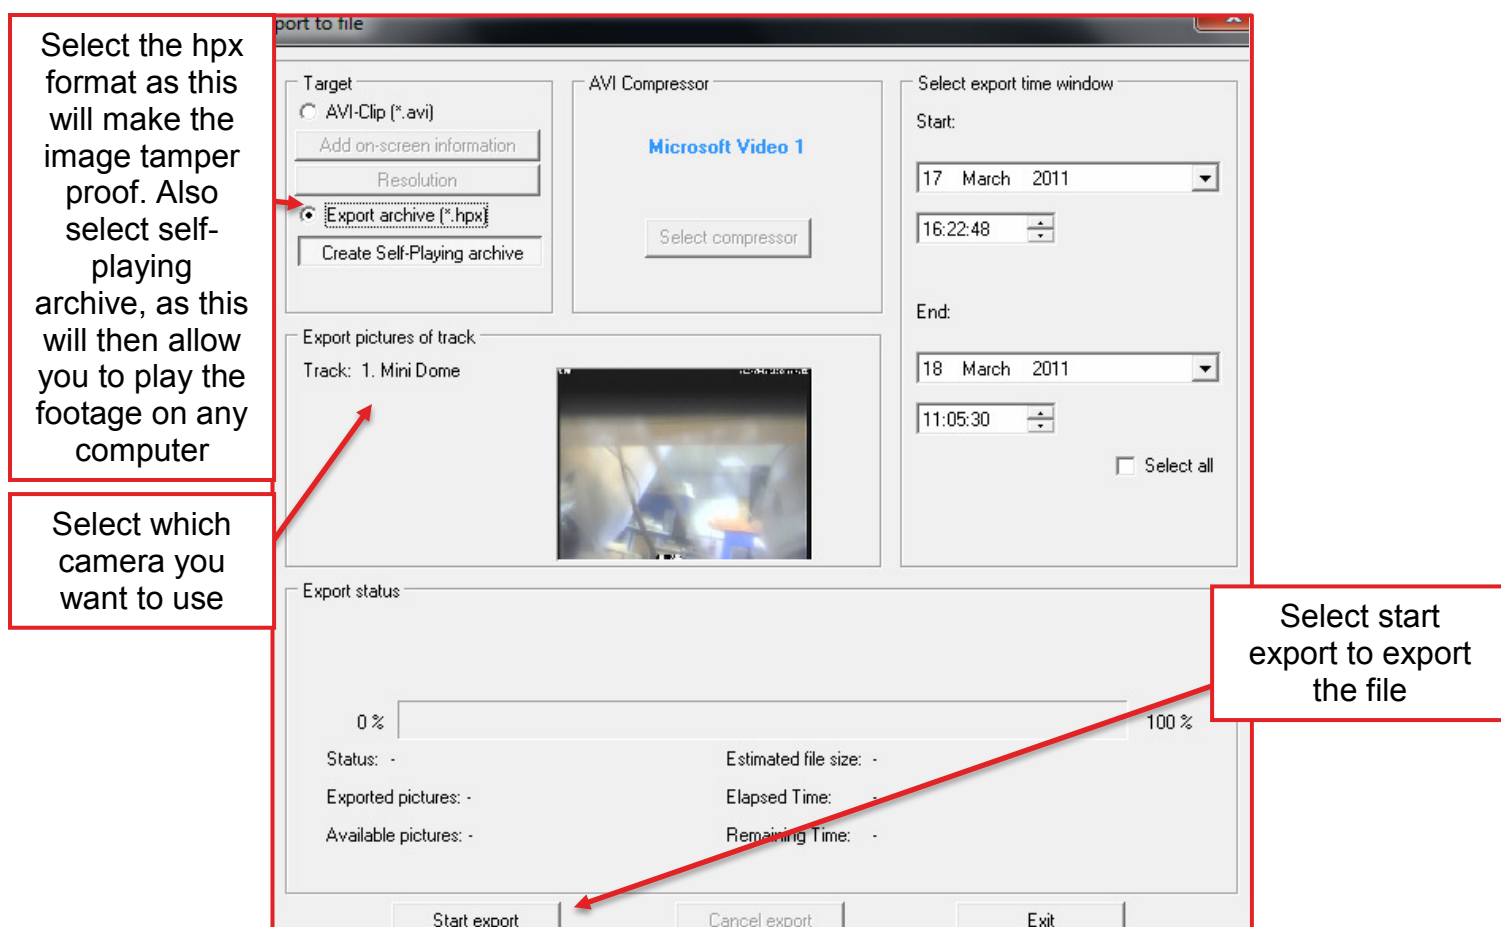 Select the hpx
format as this
will make the
image tamper
proof. Also
select self-
playing
archive, as this
will then allow
you to play the
footage on any
computer
Select which
camera you
want to use
port to file
Target
AVI-Clip (*.avi)
Add on-screen information
Resolution
Export archive (*.hpx)
Create Self-Playing archive
AVI Compressor
Microsoft Video 1
Select compressor
Select export time window
Start:
17 March 2011
16:22:48
End:
18 March 2011
11:05:30
Select all
Export pictures of track
Track: 1. Mini Dome
Export status
0 %
100 %
Status: -
Exported pictures: -
Available pictures: -
Estimated file size: -
Elapsed Time: -
Remaining Time: -
Select start
export to export
the file
Start export
Cancel export
Exit